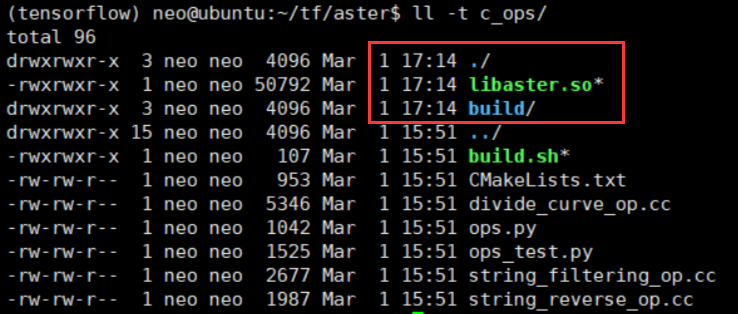 (tensorflow) neo@ubuntu:~/tf/aster$ ll -t c_ops/
total 96
drwxrwxr-x  3 neo neo  4096 Mar  1 17:14 ./
-rwxrwxr-x  1 neo neo 50792 Mar  1 17:14 libaster.so*
drwxrwxr-x  3 neo neo  4096 Mar  1 17:14 build/
drwxrwxr-x 15 neo neo  4096 Mar  1 15:51 ../
-rwxrwxr-x  1 neo neo   107 Mar  1 15:51 build.sh*
-rw-rw-r--  1 neo neo   953 Mar  1 15:51 CMakeLists.txt
-rw-rw-r--  1 neo neo  5346 Mar  1 15:51 divide_curve_op.cc
-rw-rw-r--  1 neo neo  1042 Mar  1 15:51 ops.py
-rw-rw-r--  1 neo neo  1525 Mar  1 15:51 ops_test.py
-rw-rw-r--  1 neo neo  2677 Mar  1 15:51 string_filtering_op.cc
-rw-rw-r--  1 neo neo  1987 Mar  1 15:51 string_reverse_op.cc